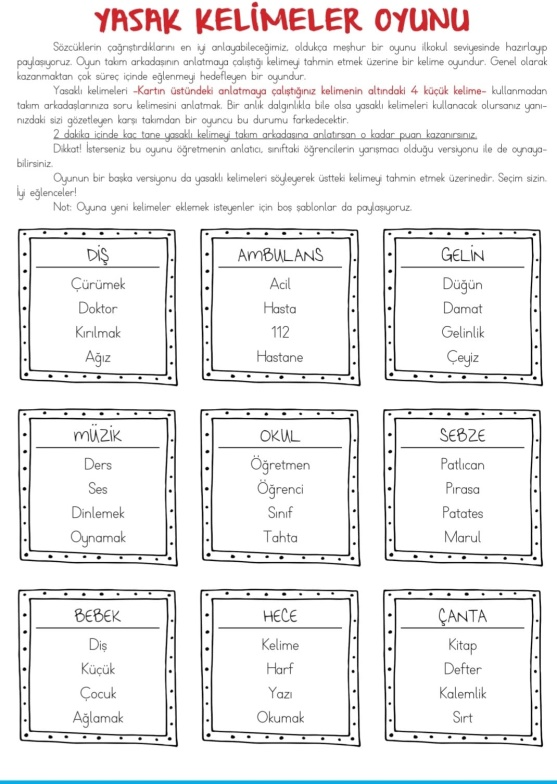 YASAK KELİMELER OYUNU
Sözcüklerin çağrıştırdıklarını en iyi anlayabileceğimiz, oldukça meşhur bir oyunu ilkokul seviyesinde hazırlayıp
paylaşıyoruz. Oyun takım arkadaşının anlatmaya çalıştığı kelimeyi tahmin etmek üzerine bir kelime oyundur. Genel olarak
kazanmaktan çok süreç içinde eğlenmeyi hedefleyen bir oyundur.
Yasaklı kelimeleri -Kartın üstündeki anlatmaya çalıştığınız kelimenin altındaki 4 küçük kelime- kullanmadan
takım arkadaşlarınıza soru kelimesini anlatmak. Bir anlık dalgınlıkla bile olsa yasaklı kelimeleri kullanacak olursanız yanı-
nızdaki sizi gözetleyen karşı takımdan bir oyuncu bu durumu farkedecektir.
2 dakika içinde kaç tane yasaklı kelimeyi takım arkadaşına anlatırsan o kadar puan kazanırsınız.
Dikkat! İsterseniz bu oyunu öğretmenin anlatıcı, sınıftaki öğrencilerin yarışmacı olduğu versiyonu ile de oynaya-
bilirsiniz.
Oyunun bir başka versiyonu da yasaklı kelimeleri söyleyerek üstteki kelimeyi tahmin etmek üzerinedir. Seçim sizin.
İyi eğlenceler!
Not: Oyuna yeni kelimeler eklemek isteyenler için boş şablonlar da paylaşıyoruz.
DİŞ
Çürümek
Doktor
Kırılmak
Ağız
AMBULANS
Acil
Hasta
112
Hastane
GELİN
Düğün
Damat
Gelinlik
Çeyiz
MÜZİK
Ders
Ses
Dinlemek
Oynamak
OKUL
Öğretmen
Öğrenci
Sınıf
Tahta
SEBZE
Patlıcan
Pırasa
Patates
Marul
BEBEK
Diş
Küçük
Çocuk
Ağlamak
HECE
Kelime
Harf
Yazı
Okumak
ÇANTA
Kitap
Defter
Kalemlik
Sırt